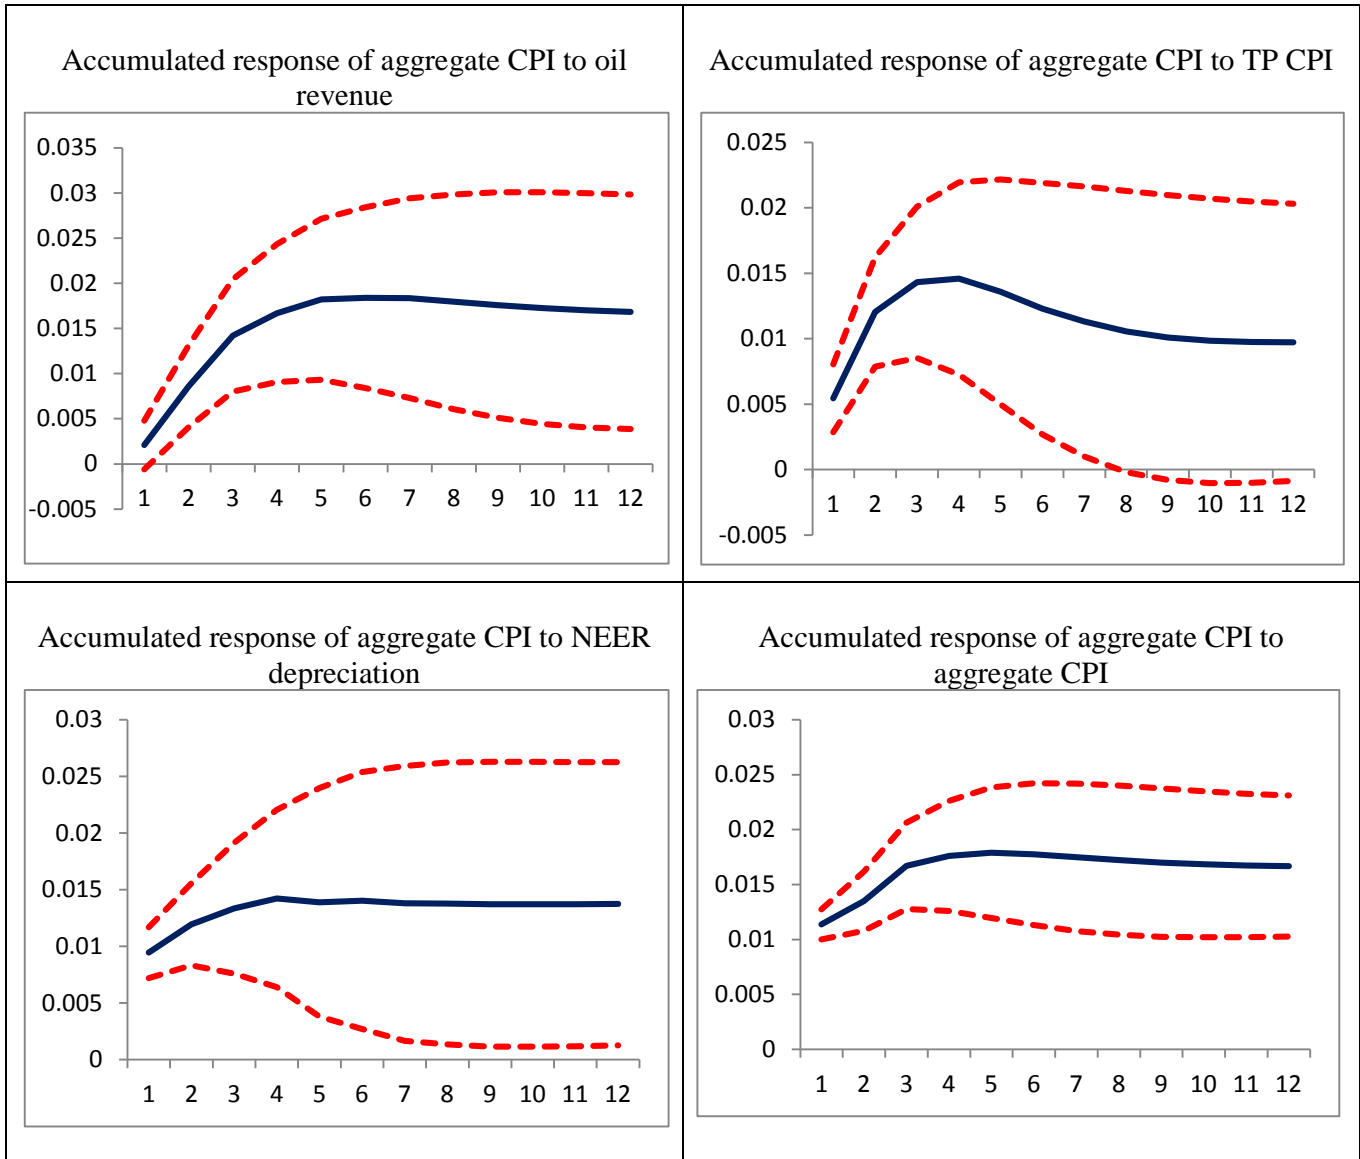 Accumulated response of aggregate CPI to oil
revenue
0.035
0.03
0.025
0.02
0.015
0.01
0.005
0
-0.005
1 2 3 4 5 6 7 8 9 10 11 12
Accumulated response of aggregate CPI to TP CPI
0.025
0.02
0.015
0.01
0.005
0
-0.005
1 2 3 4 5 6 7 8 9 10 11 12
Accumulated response of aggregate CPI to NEER
depreciation
0.03
0.025
0.02
0.015
0.01
0.005
0
1 2 3 4 5 6 7 8 9 10 11 12
Accumulated response of aggregate CPI to
aggregate CPI
0.03
0.025
0.02
0.015
0.01
0.005
0
1 2 3 4 5 6 7 8 9 10 11 12